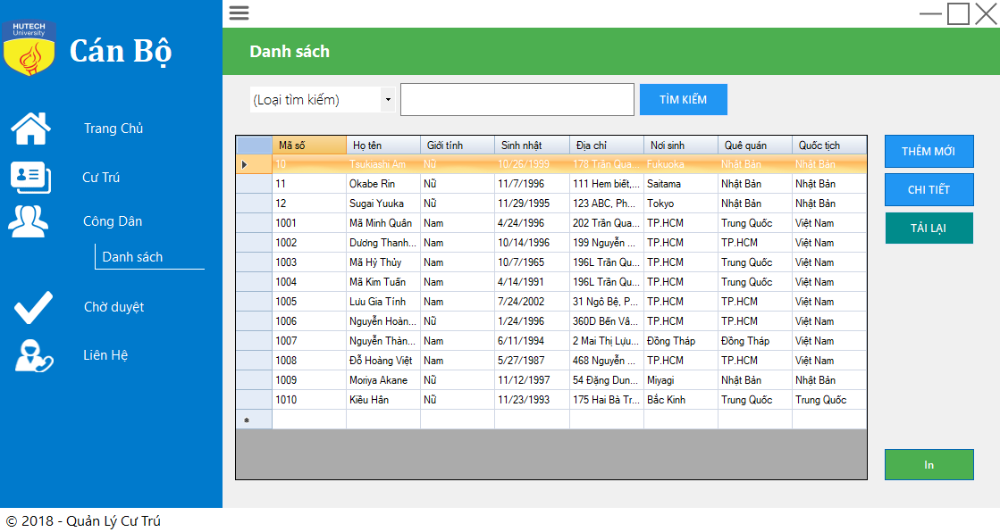 HUTECH
University
Cán Bộ
Trang Chủ
Cư Trú
Công Dân
Danh sách
Chờ duyệt
Liên Hệ
Danh sách
(Loại tìm kiếm)
TÌM KIẾM
Mã số Họ tên Giới tính Sinh nhật Địa chỉ Nơi sinh Quê quán Quốc tịch
10 Tsukiashi Am Nữ 10/26/1999 178 Trần Qua... Fukuoka Nhật Bản Nhật Bản
11 Okabe Rin Nữ 11/7/1996 111 Hem biết,... Saitama Nhật Bản Nhật Bản
12 Sugai Yuuka Nữ 11/29/1995 123 ABC, Ph... Tokyo Nhật Bản Nhật Bản
1001 Mã Minh Quân Nam 4/24/1996 202 Trần Qua... TP.HCM Trung Quốc Việt Nam
1002 Dương Thanh... Nam 10/14/1996 199 Nguyễn ... TP.HCM TP.HCM Việt Nam
1003 Mã Hỷ Thủy Nam 10/7/1965 196L Trần Qu... TP.HCM Trung Quốc Việt Nam
1004 Mã Kim Tuấn Nam 4/14/1991 196L Trần Qu... TP.HCM Trung Quốc Việt Nam
1005 Lưu Gia Tính Nam 7/24/2002 31 Ngô Bệ, P... TP.HCM TP.HCM Việt Nam
1006 Nguyễn Hoàn... Nữ 1/24/1996 360D Bến Vâ... TP.HCM TP.HCM Việt Nam
1007 Nguyễn Thàn... Nam 6/11/1994 2 Mai Thị Lựu... Đồng Tháp Đồng Tháp Việt Nam
1008 Đỗ Hoàng Việt Nam 5/27/1987 468 Nguyễn ... TP.HCM TP.HCM Việt Nam
1009 Moriya Akane Nữ 11/12/1997 54 Đặng Dun... Miyagi Nhật Bản Nhật Bản
1010 Kiều Hân Nữ 11/23/1993 175 Hai Bà Tr... Bắc Kinh Trung Quốc Trung Quốc
THÊM MỚI
CHI TIẾT
TẢI LẠI
In
© 2018 - Quản Lý Cư Trú